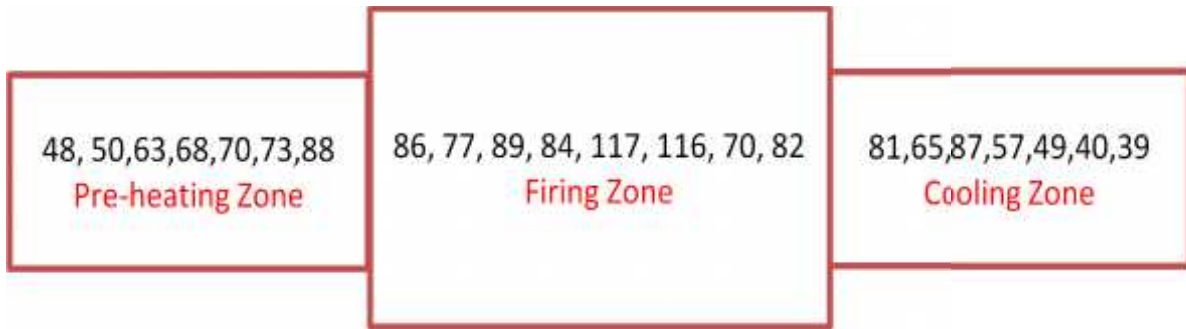 48, 50,63,68,70,73,88
Pre-heating Zone
86, 77, 89, 84, 117, 116, 70, 82
Firing Zone
81,65,87,57,49,40,39
Cooling Zone